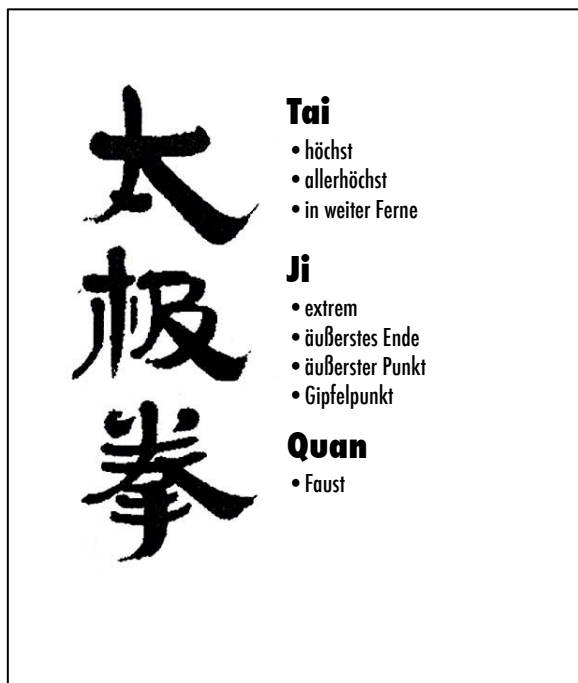 太
极
拳
Tai
• höchst
• allerhöchst
• in weiter Ferne
Ji
• extrem
• äußerstes Ende
• äußerster Punkt
• Gipfelpunkt
Quan
• Faust